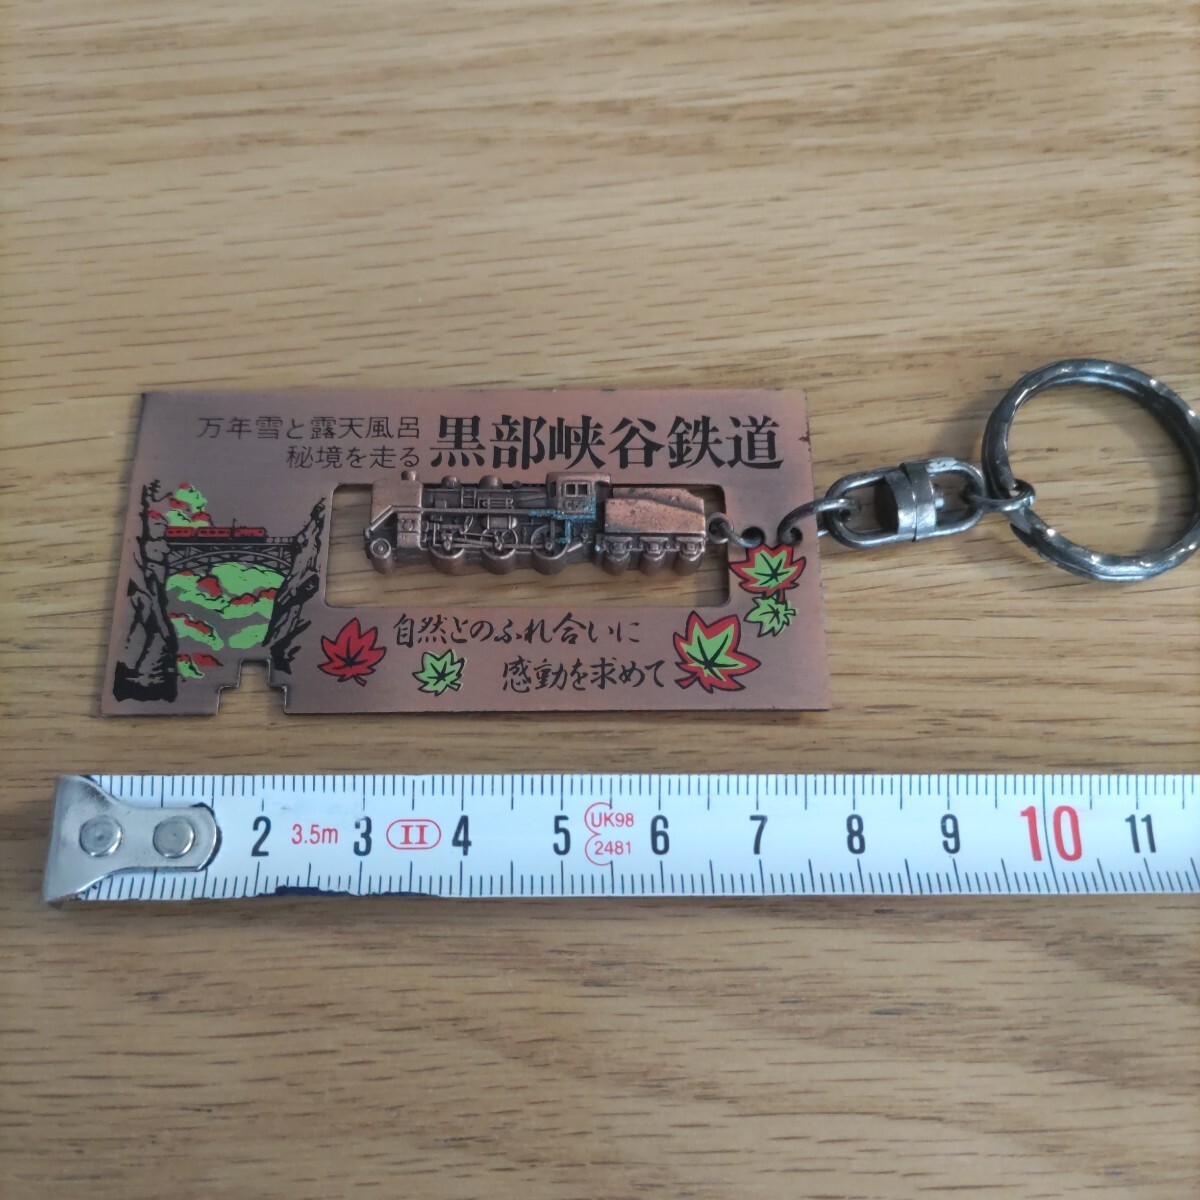 万年雪と露天風呂
秘境を走る
黒部峡谷鉄道
自然とのふれ合いに
感動を求めて
2 3.5m 3 II 4 5 UK98 2481 6 7 8 9 10 11